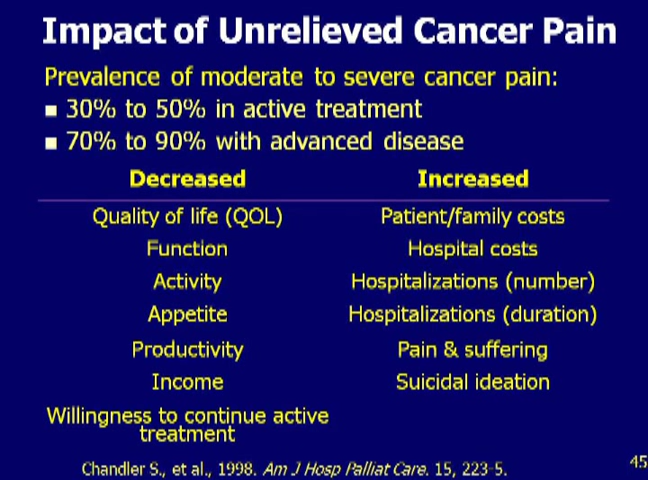 Impact of Unrelieved Cancer Pain
Prevalence of moderate to severe cancer pain:
■ 30% to 50% in active treatment
■ 70% to 90% with advanced disease
Decreased Increased
Quality of life (QOL) Patient/family costs
Function Hospital costs
Activity Hospitalizations (number)
Appetite Hospitalizations (duration)
Productivity Pain & suffering
Income Suicidal ideation
Willingness to continue active
treatment
Chandler S., et al., 1998. Am J Hosp Palliat Care. 15, 223-5.
45